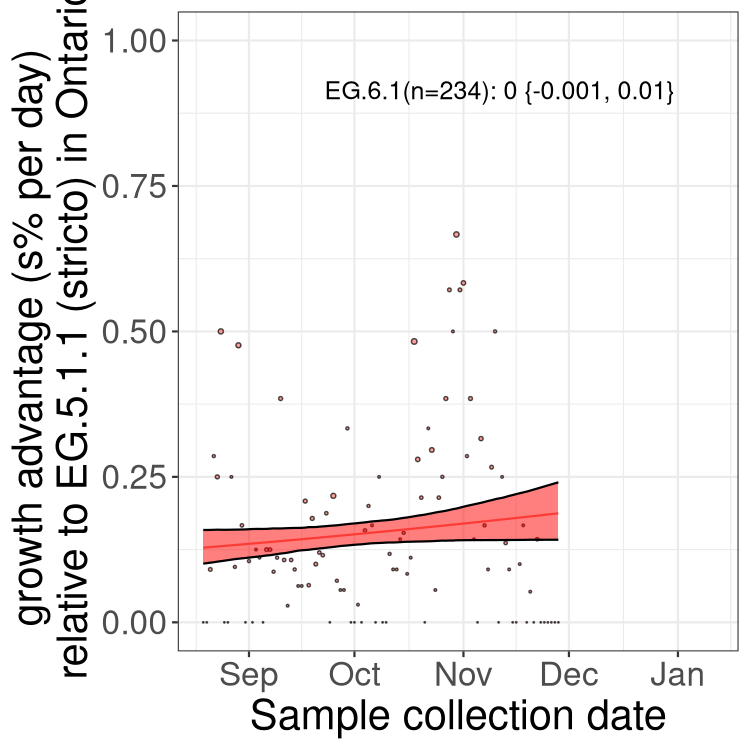 growth advantage (s% per day)
relative to EG.5.1.1 (stricto) in Ontario
1.00
0.75
0.50
0.25
0.00
EG.6.1(n=234): 0 {-0.001, 0.01}
Sep Oct Nov Dec Jan
Sample collection date